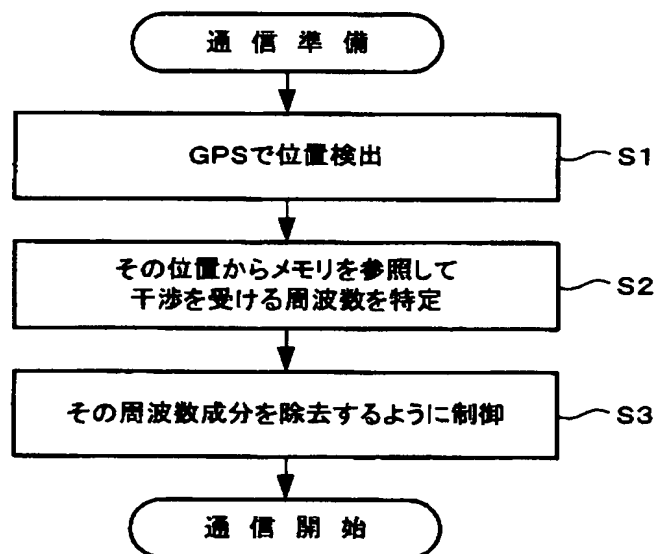 通信準備
GPSで位置検出
S1
その位置からメモリを参照して
干渉を受ける周波数を特定
S2
その周波数成分を除去するように制御
S3
通信開始